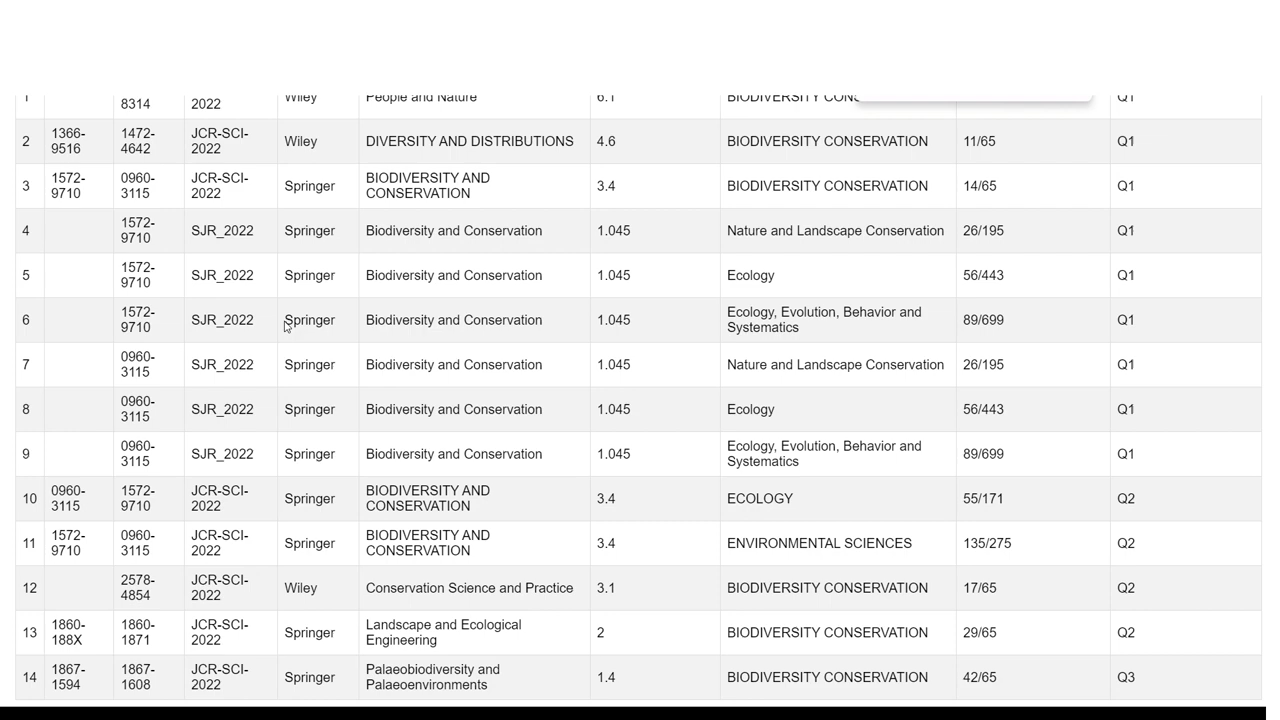 1 8314 2022 Wiley People and Nature 6.1 BIODIVERSITY CONS Q1
2 1366- 1472- JCR-SCI- Wiley DIVERSITY AND DISTRIBUTIONS 4.6 BIODIVERSITY CONSERVATION 11/65 Q1
9516 4642 2022
3 1572- 0960- JCR-SCI- Springer BIODIVERSITY AND 3.4 BIODIVERSITY CONSERVATION 14/65 Q1
9710 3115 2022 CONSERVATION
4 1572- SJR_2022 Springer Biodiversity and Conservation 1.045 Nature and Landscape Conservation 26/195 Q1
9710
5 1572- SJR_2022 Springer Biodiversity and Conservation 1.045 Ecology 56/443 Q1
9710
6 1572- SJR_2022 Springer Biodiversity and Conservation 1.045 Ecology, Evolution, Behavior and 89/699 Q1
9710 Systematics
7 0960- SJR_2022 Springer Biodiversity and Conservation 1.045 Nature and Landscape Conservation 26/195 Q1
3115
8 0960- SJR_2022 Springer Biodiversity and Conservation 1.045 Ecology 56/443 Q1
3115
9 0960- SJR_2022 Springer Biodiversity and Conservation 1.045 Ecology, Evolution, Behavior and 89/699 Q1
3115 Systematics
10 0960- 1572- JCR-SCI- Springer BIODIVERSITY AND 3.4 ECOLOGY 55/171 Q2
3115 9710 2022 CONSERVATION
11 1572- 0960- JCR-SCI- Springer BIODIVERSITY AND 3.4 ENVIRONMENTAL SCIENCES 135/275 Q2
9710 3115 2022 CONSERVATION
12 2578- JCR-SCI- Wiley Conservation Science and Practice 3.1 BIODIVERSITY CONSERVATION 17/65 Q2
4854 2022
13 1860- 1860- JCR-SCI- Springer Landscape and Ecological 2 BIODIVERSITY CONSERVATION 29/65 Q2
188X 1871 2022 Engineering
14 1867- 1867- JCR-SCI- Springer Palaeobiodiversity and 1.4 BIODIVERSITY CONSERVATION 42/65 Q3
1594 1608 2022 Palaeoenvironments